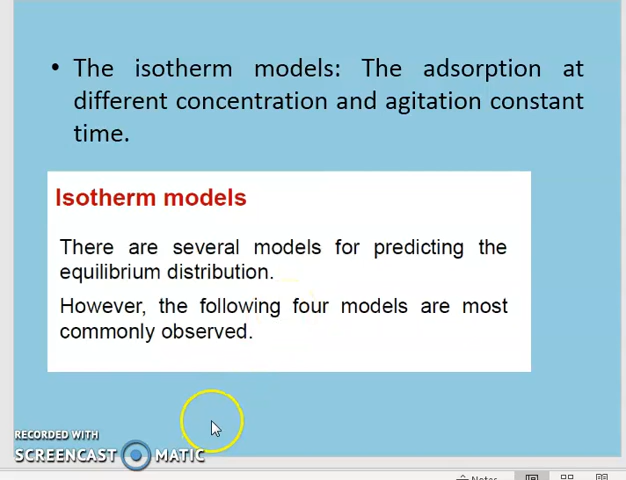 • The isotherm models: The adsorption at
different concentration and agitation constant
time.
Isotherm models
There are several models for predicting the
equilibrium distribution.
However, the following four models are most
commonly observed.
RECORDED WITH
SCREENCAST MATIC
Notes